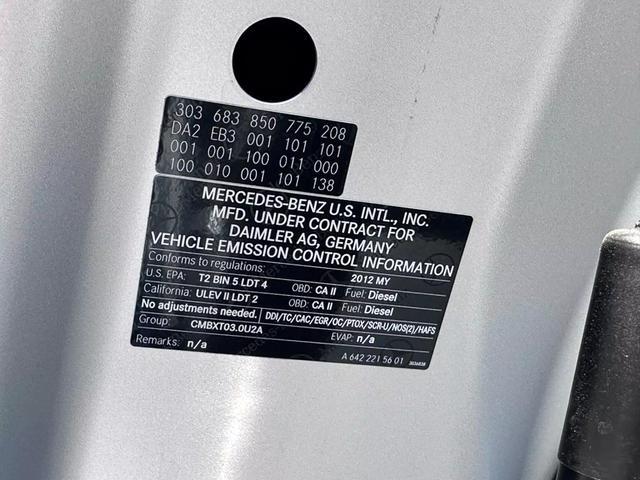 303 683 850 775 208
DA2 EB3 001 101 101
001 001 100 011 000
100 010 001 101 138
MERCEDES-BENZ U.S. INTL., INC.
MFD. UNDER CONTRACT FOR
DAIMLER AG, GERMANY
VEHICLE EMISSION CONTROL INFORMATION
Conforms to regulations: 2012 MY
U.S. EPA: T2 BIN 5 LDT 4 OBD: CA II Fuel: Diesel
California: ULEV II LDT 2 OBD: CA II Fuel: Diesel
No adjustments needed. DDI/TC/CAC/EGR/OC/PTOX/SCR-U/NOS(2)/HAFS
Group: CMBXT03.0U2A EVAP: n/a
Remarks: n/a A 642 221 56 01